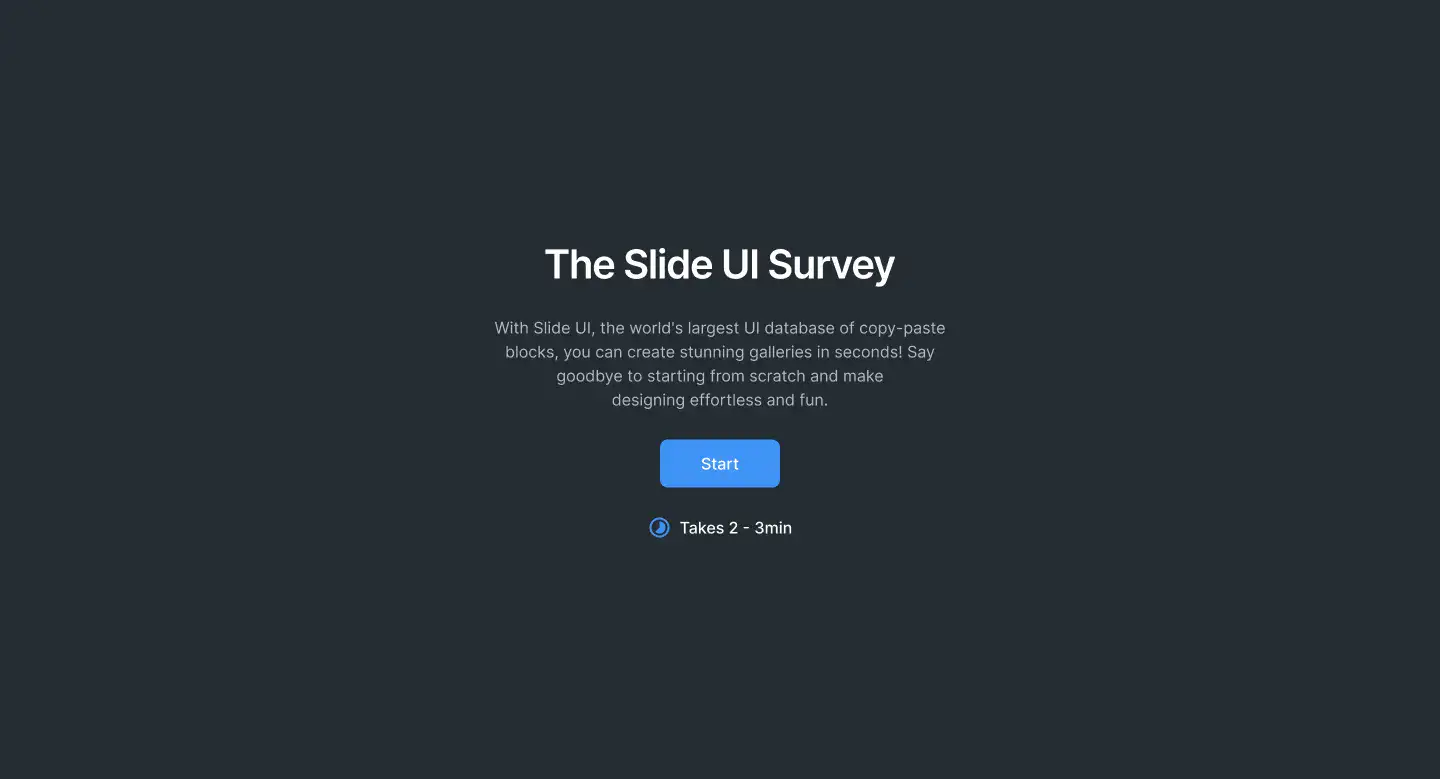 The Slide UI Survey
With Slide UI, the world's largest UI database of copy-paste
blocks, you can create stunning galleries in seconds! Say
goodbye to starting from scratch and make
designing effortless and fun.
Start
Takes 2 - 3min